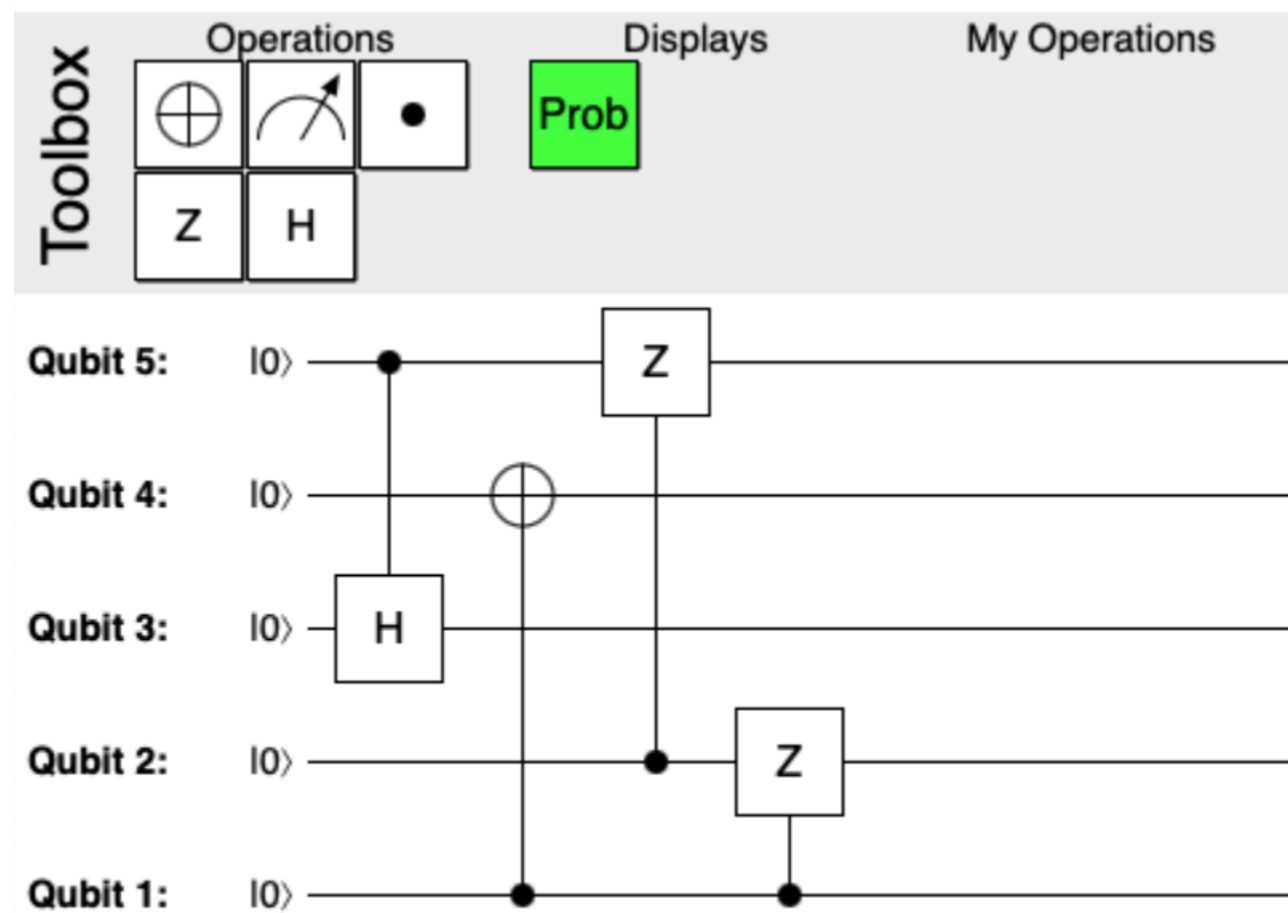 Toolbox
Operations
Displays
My Operations
Prob
Z H
Qubit 5: |0⟩ Z
Qubit 4: |0⟩
Qubit 3: |0⟩ H
Qubit 2: |0⟩ Z
Qubit 1: |0⟩